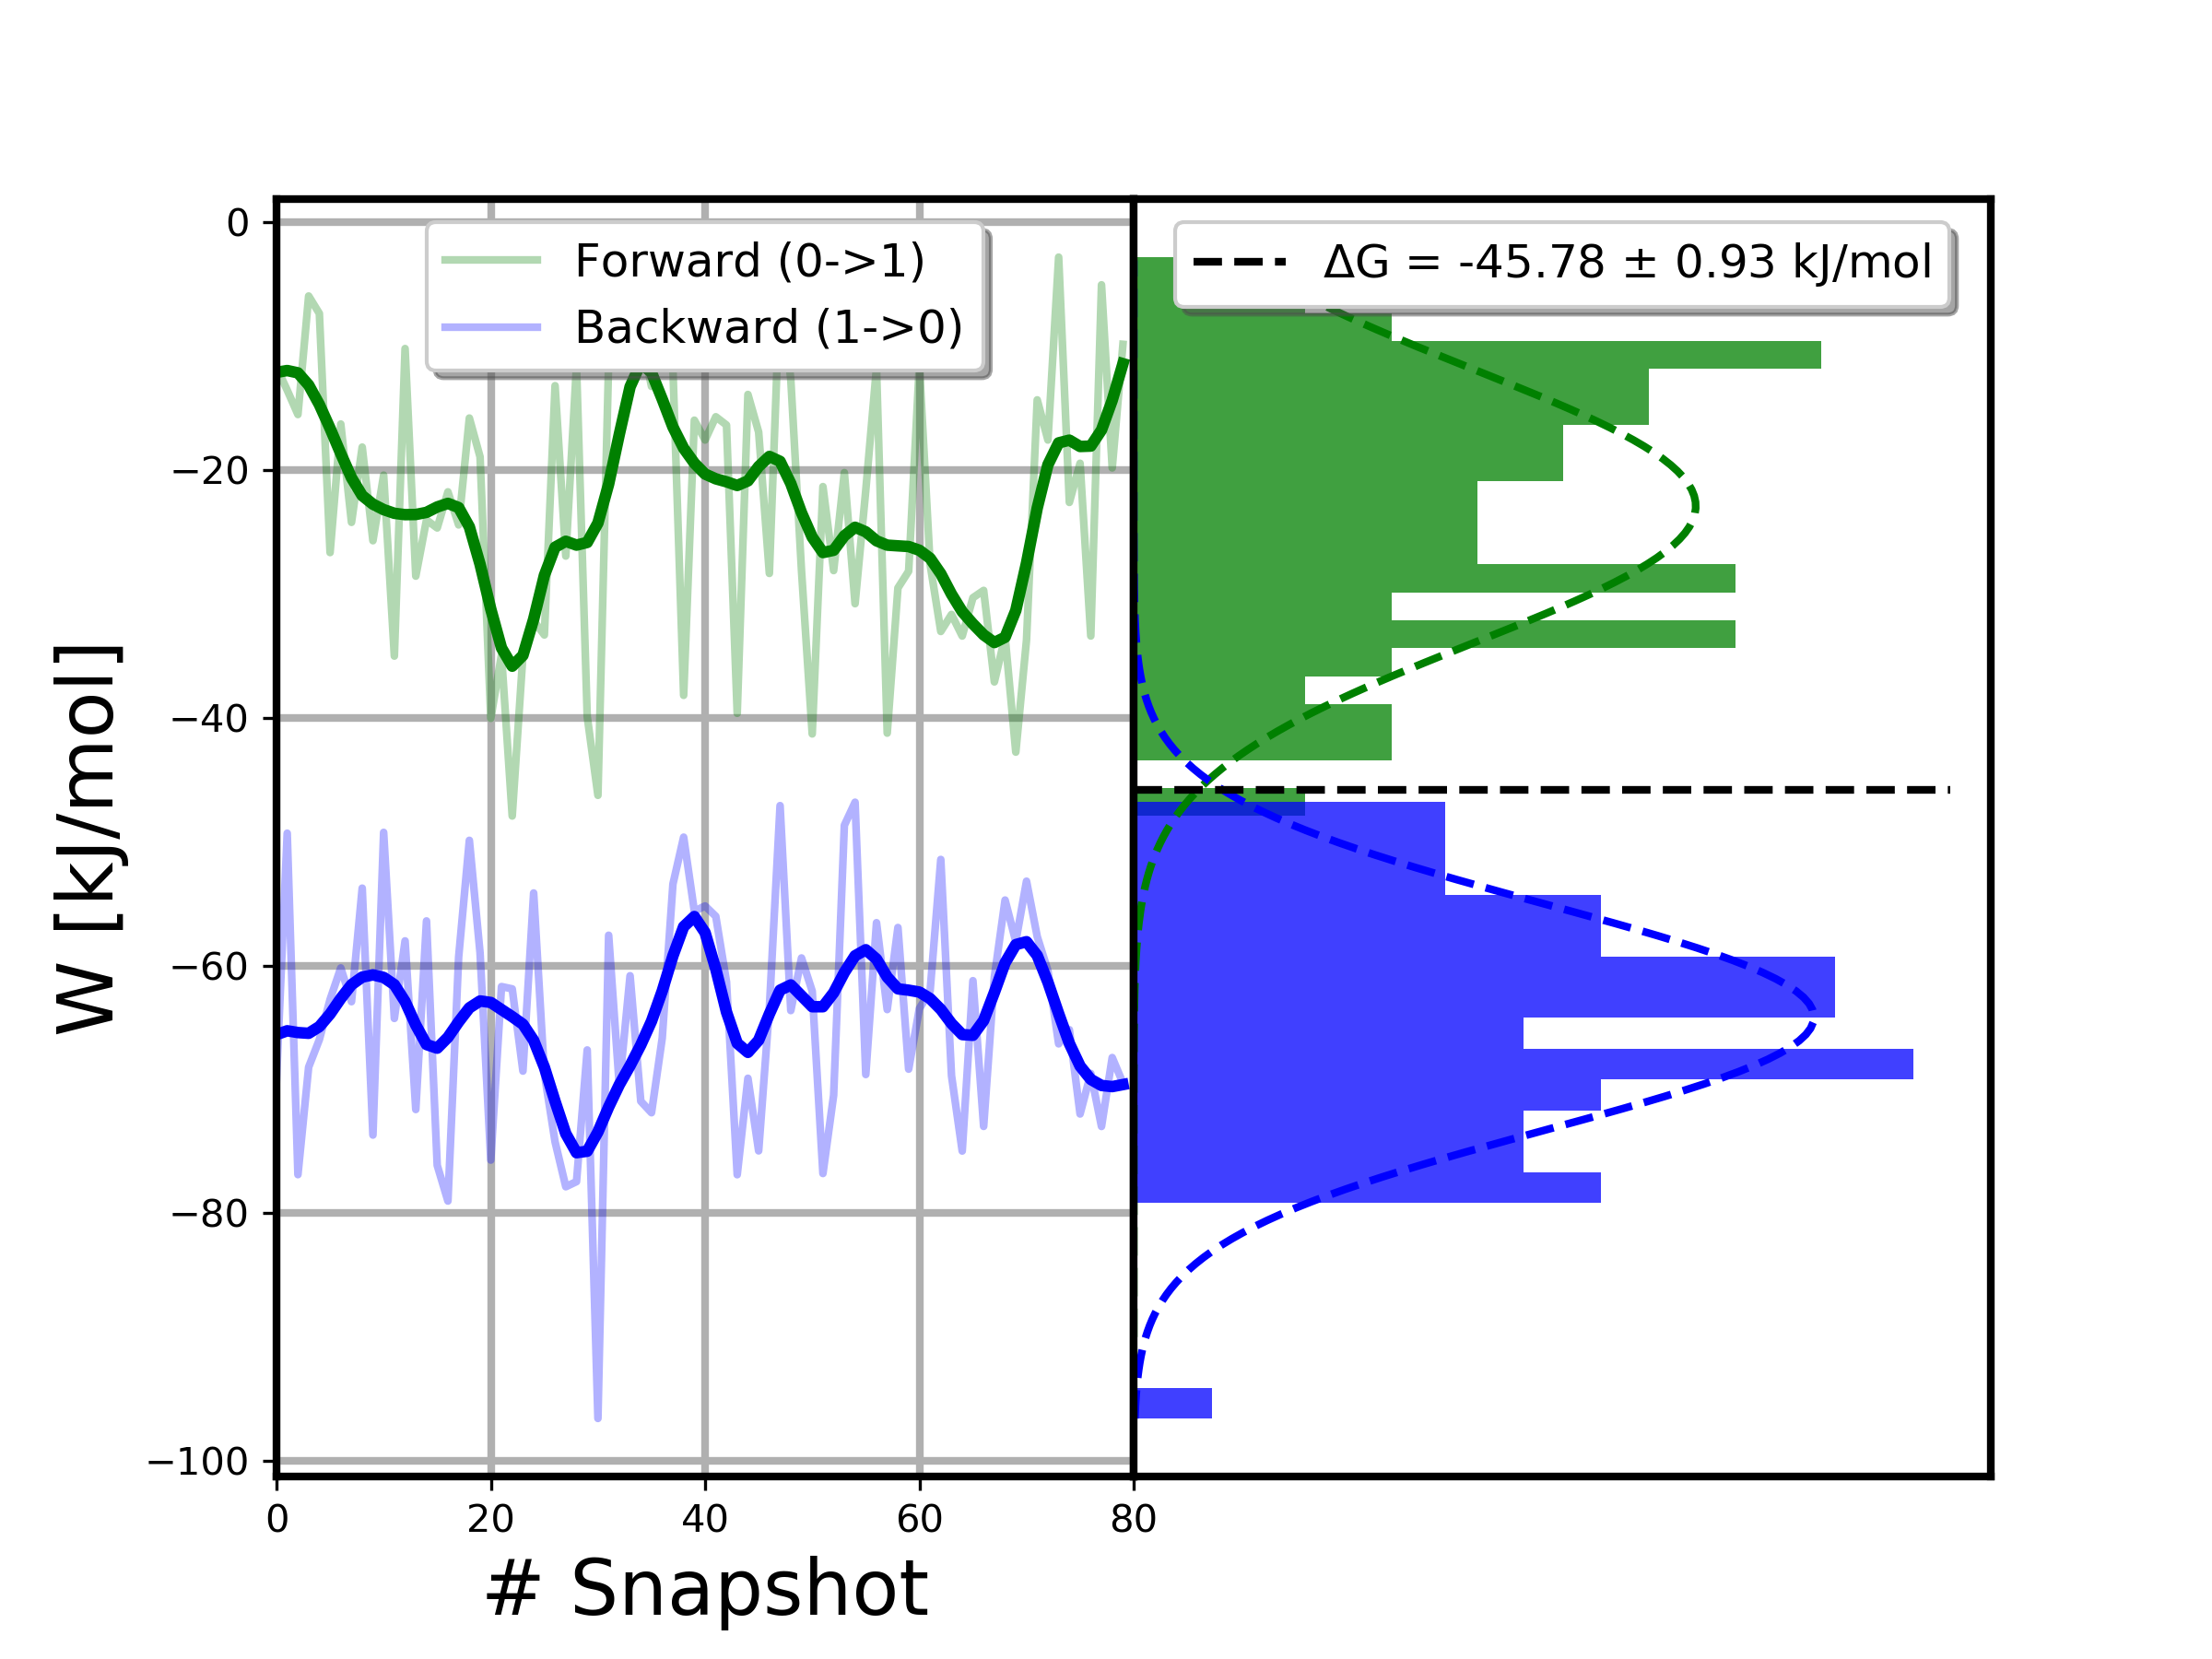 Forward (0->1)
Backward (1->0)
ΔG = -45.78 ± 0.93 kJ/mol
0
−20
−40
−60
−80
−100
W [kJ/mol]
0 20 40 60 80
# Snapshot